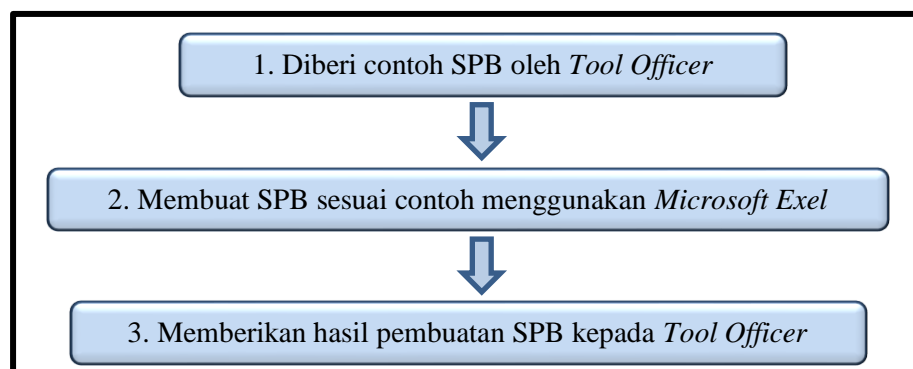 1. Diberi contoh SPB oleh Tool Officer
2. Membuat SPB sesuai contoh menggunakan Microsoft Exel
3. Memberikan hasil pembuatan SPB kepada Tool Officer